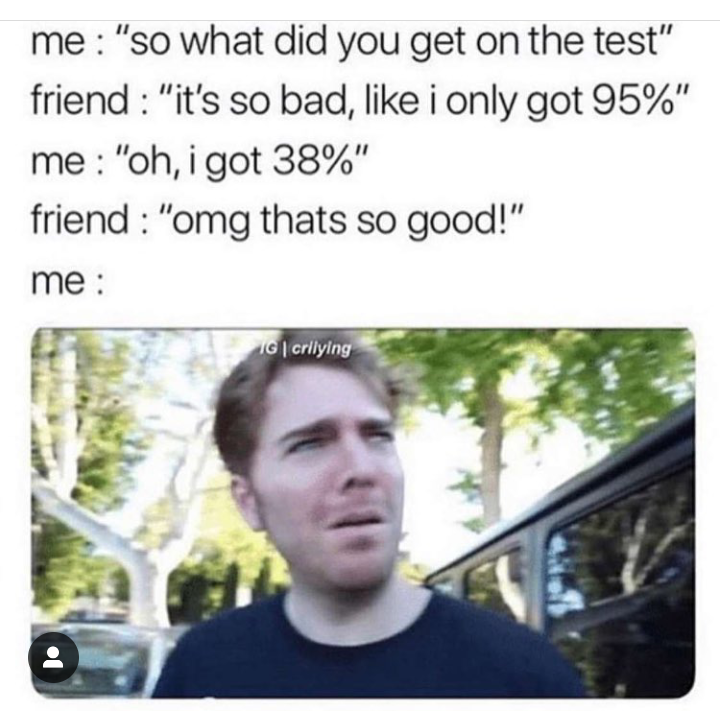 me : "so what did you get on the test"
friend : "it's so bad, like i only got 95%"
me : "oh, i got 38%"
friend : "omg thats so good!"
me :
IG | crilying